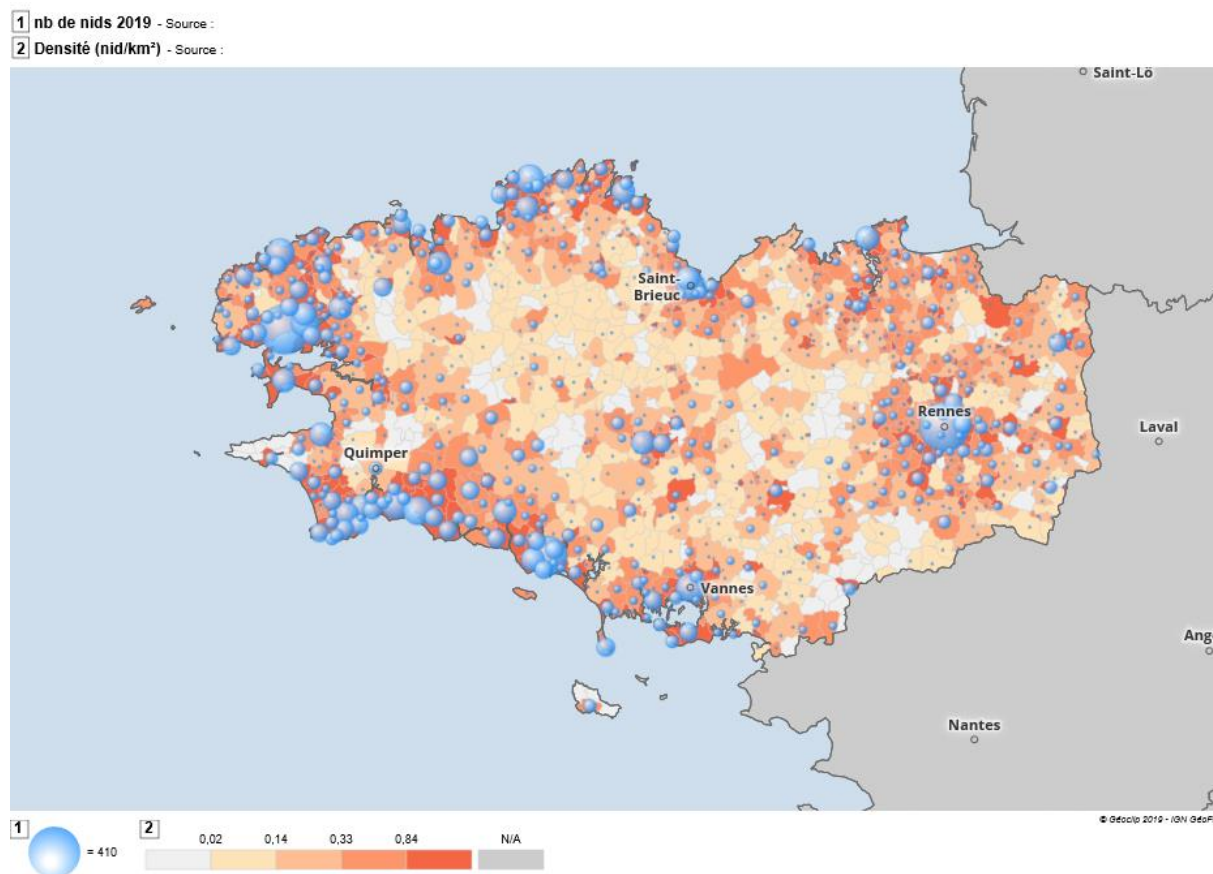 1 nb de nids 2019 - Source :
2 Densité (nid/km²) - Source :
Saint-Lô
Saint-
Brieuc
Rennes
Laval
Quimper
Vannes
Ang
Nantes
© Géoclip 2019 - IGN GéoF
1
= 410
2
0,02 0,14 0,33 0,84 N/A